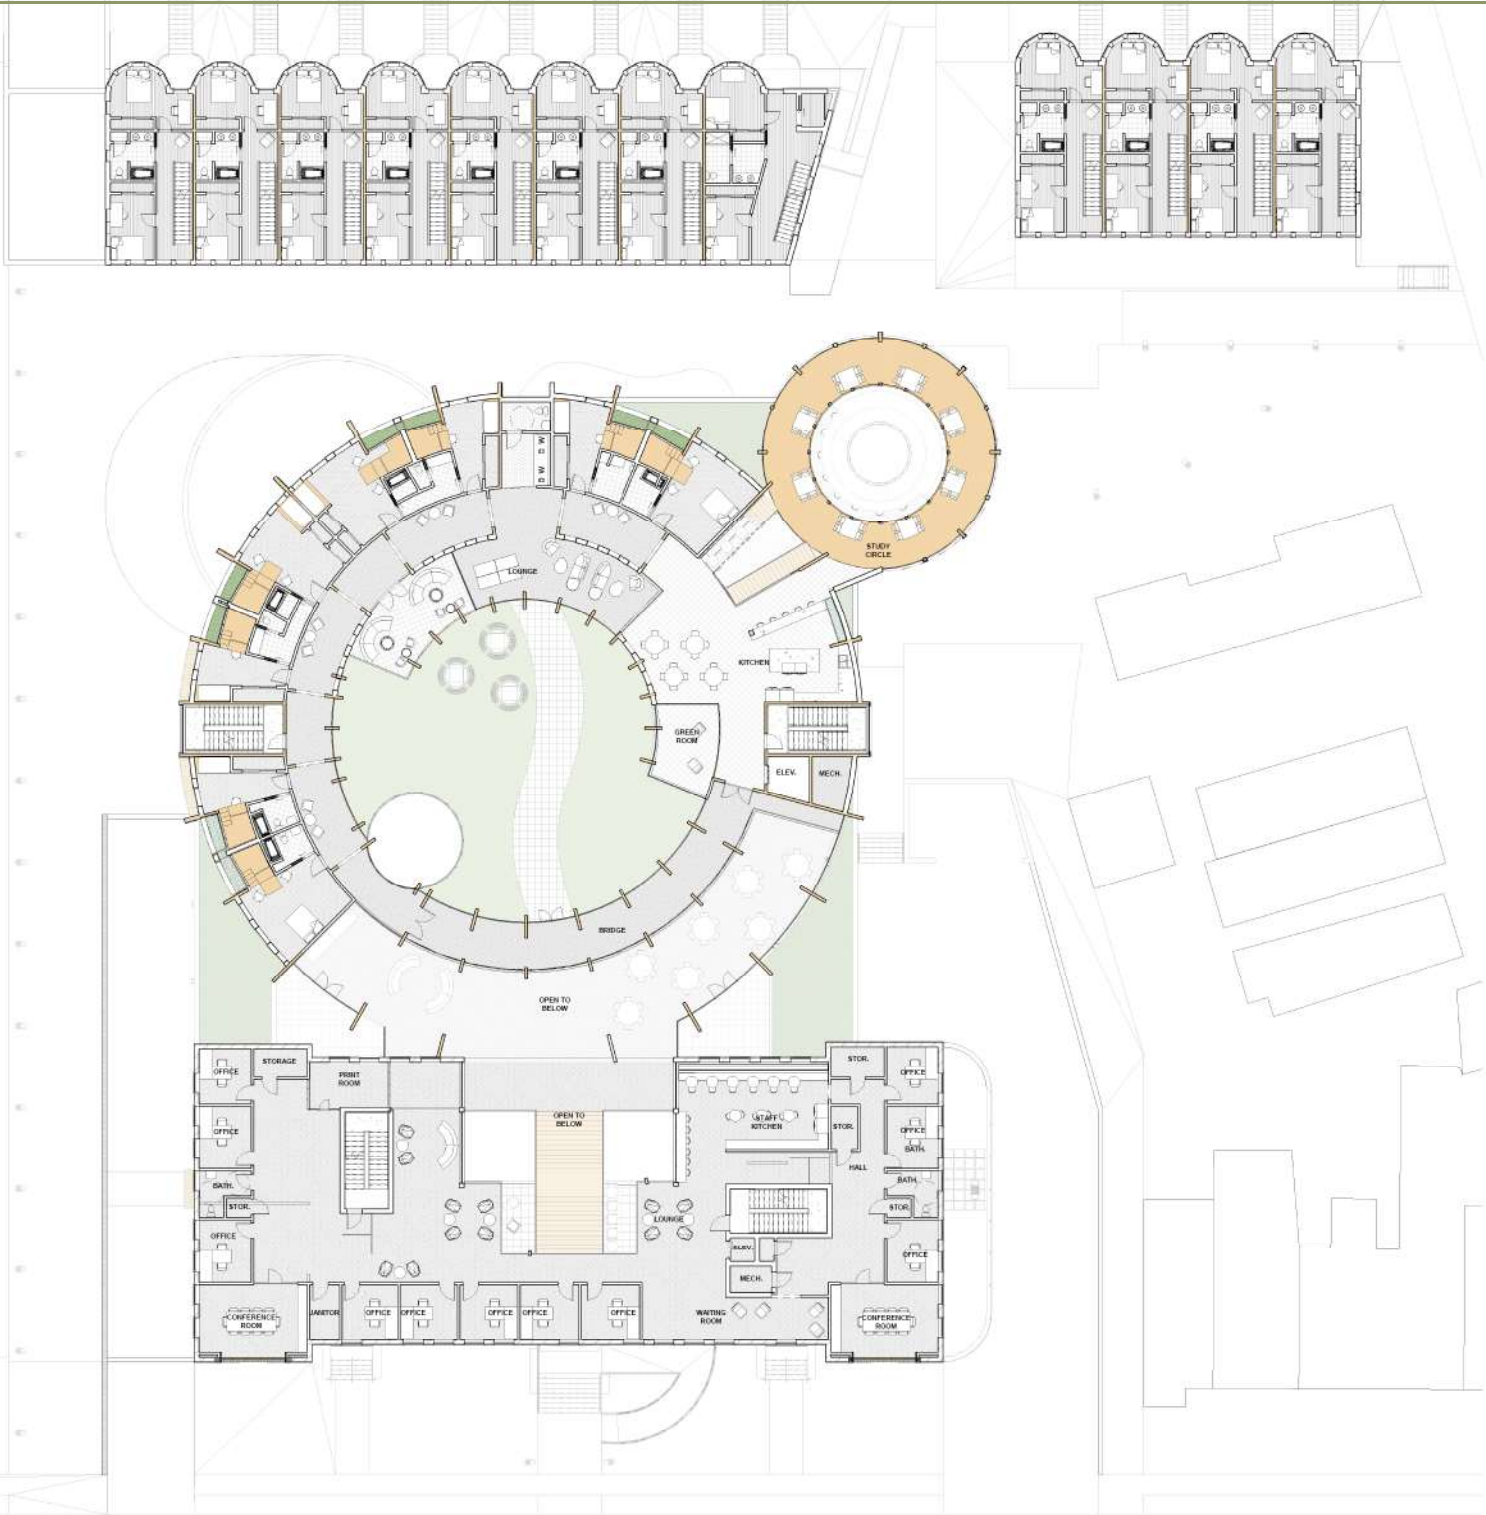 D W
D W
STUDY
CIRCLE
LOUNGE
KITCHEN
GREEN
ROOM
ELEV.
MECH.
BRIDGE
OPEN TO
BELOW
STORAGE
OFFICE
PRINT
ROOM
STOR.
OFFICE
OPEN TO
BELOW
STAFF
KITCHEN
STOR.
OFFICE
OFFICE
BATH.
HALL
BATH.
BATH.
STOR.
STOR.
LOUNGE
OFFICE
ELEV.
OFFICE
MECH.
CONFERENCE
ROOM
JANITOR
OFFICE
OFFICE
OFFICE
OFFICE
OFFICE
WAITING
ROOM
CONFERENCE
ROOM